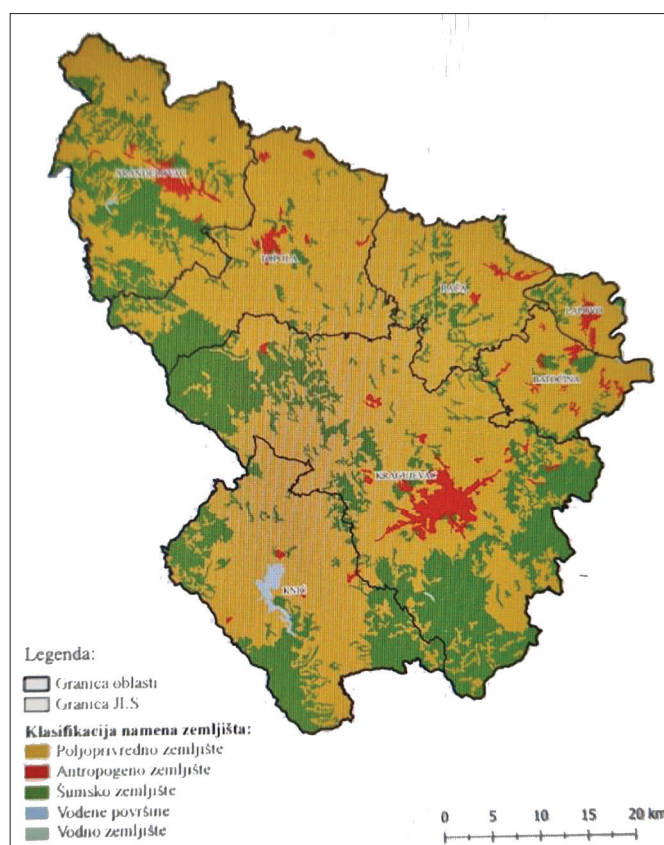 ARANĐELOVAC
TOPOLA
RAČA
LAPOVO
BATOČINA
KRAGUJEVAC
KNIĆ
Legenda:
Granica oblasti
Granica JLS
Klasifikacija namena zemljišta:
Poljoprivredno zemljište
Antropogeno zemljište
Šumsko zemljište
Vodene površine
Vodno zemljište
0 5 10 15 20 km